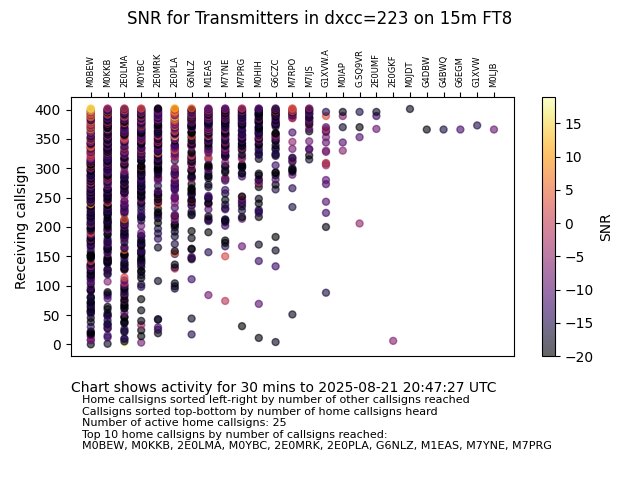 SNR for Transmitters in dxcc=223 on 15m FT8
M0BEW M0KKB 2E0LMA M0YBC 2E0MRK 2E0PLA G6NLZ M1EAS M7YNE M7PRG M0HIH G6CZC M7RPO M7IJS G1XVW.A M0IAP G.SQ9VR 2E0UMF 2E0GKF M0JDT G4DBW G4BWQ G6EGM G1XVW M0LJB
400
350
300
250
200
150
100
50
0
Receiving callsign
15
10
5
0
−5
−10
−15
−20
SNR
Chart shows activity for 30 mins to 2025-08-21 20:47:27 UTC
Home callsigns sorted left-right by number of other callsigns reached
Callsigns sorted top-bottom by number of home callsigns heard
Number of active home callsigns: 25
Top 10 home callsigns by number of callsigns reached:
M0BEW, M0KKB, 2E0LMA, M0YBC, 2E0MRK, 2E0PLA, G6NLZ, M1EAS, M7YNE, M7PRG